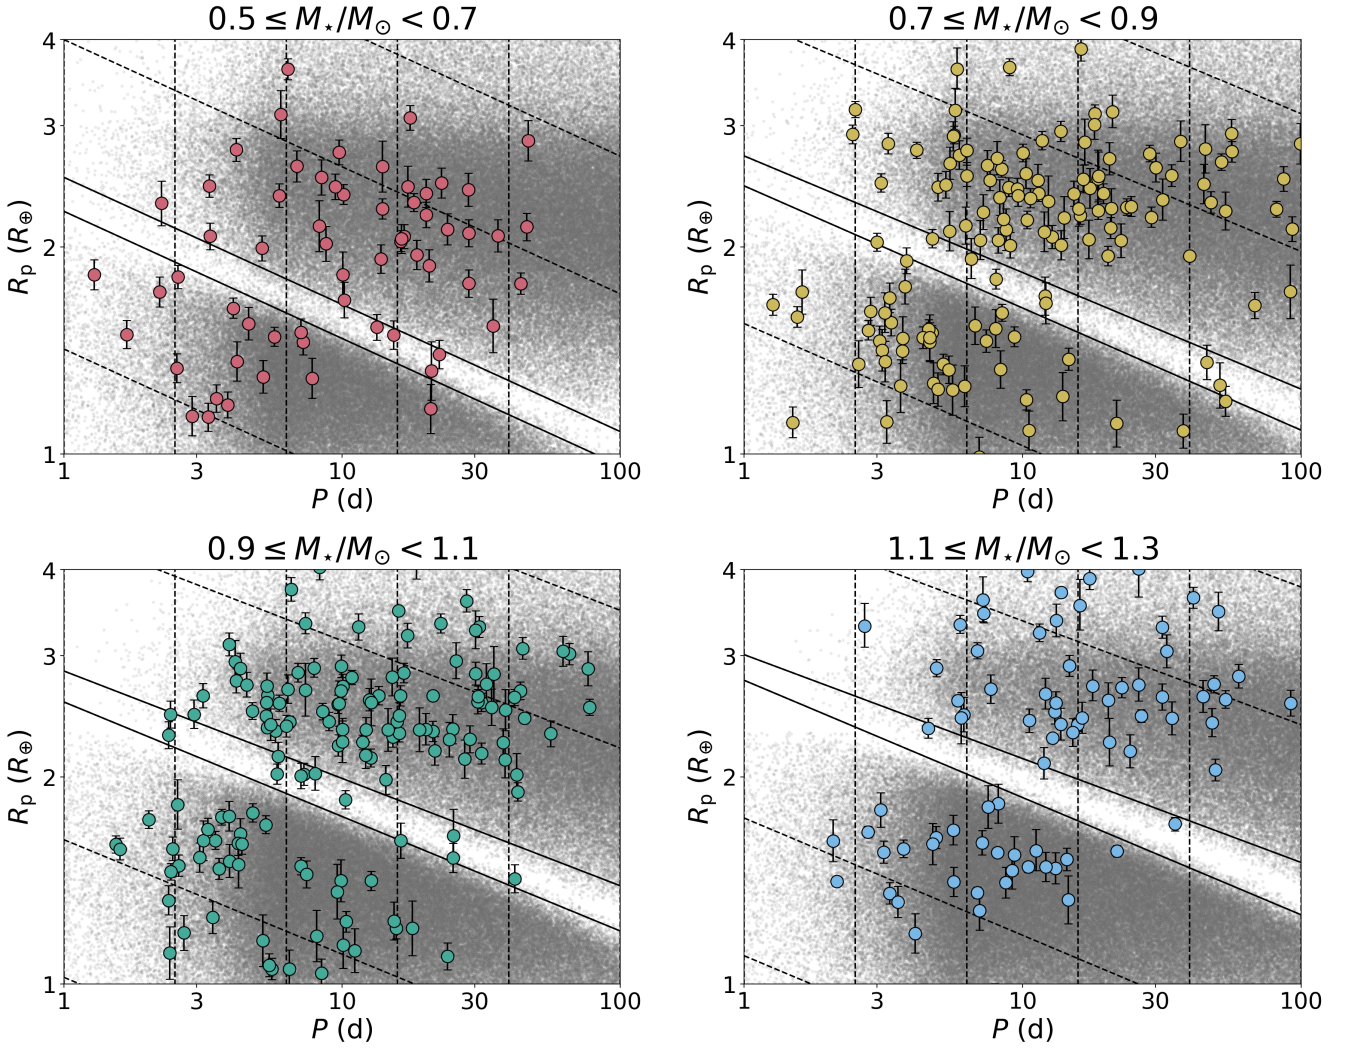 0.5 ≤ M⋆/M⊙ < 0.7
4
3
2
1
Rp (R⊕)
1 3 10 30 100
P (d)
0.7 ≤ M⋆/M⊙ < 0.9
4
3
2
1
Rp (R⊕)
1 3 10 30 100
P (d)
0.9 ≤ M⋆/M⊙ < 1.1
4
3
2
1
Rp (R⊕)
1 3 10 30 100
P (d)
1.1 ≤ M⋆/M⊙ < 1.3
4
3
2
1
Rp (R⊕)
1 3 10 30 100
P (d)